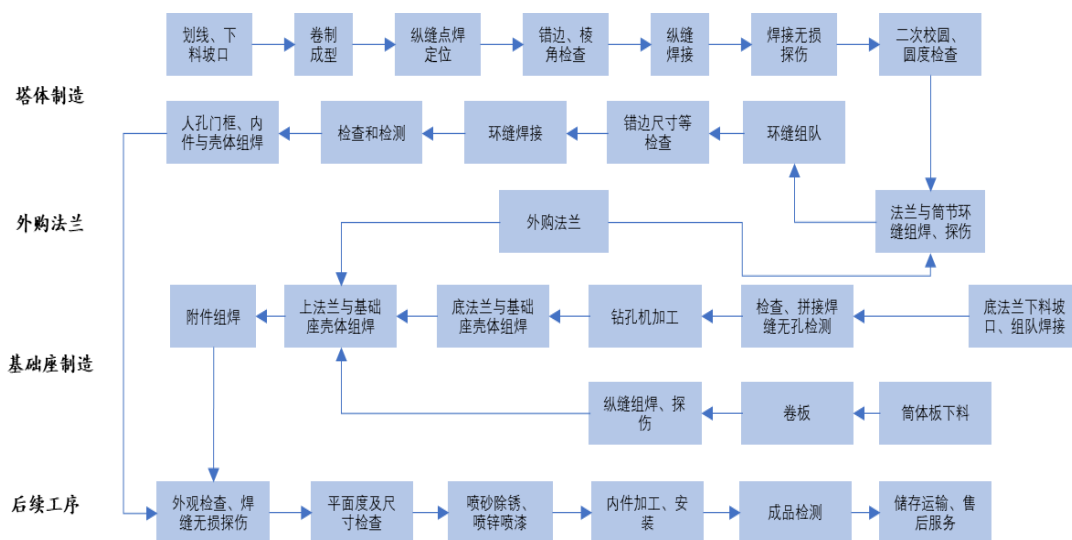 划线、下
料坡口
卷制
成型
纵缝点焊
定位
错边、棱
角检查
纵缝
焊接
焊接无损
探伤
二次校圆、
圆度检查
塔体制造
人孔门框、内
件与壳体组焊
检查和检测
环缝焊接
错边尺寸等
检查
环缝组队
外购法兰
外购法兰
法兰与筒节环
缝组焊、探伤
附件组焊
上法兰与基础
座壳体组焊
底法兰与基础
座壳体组焊
钻孔机加工
检查、拼接焊
缝无孔检测
底法兰下料坡
口、组队焊接
基础座制造
纵缝组焊、探
伤
卷板
筒体板下料
后续工序
外观检查、焊
缝无损探伤
平面度及尺
寸检查
喷砂除锈、
喷锌喷漆
内件加工、安
装
成品检测
储存运输、售
后服务